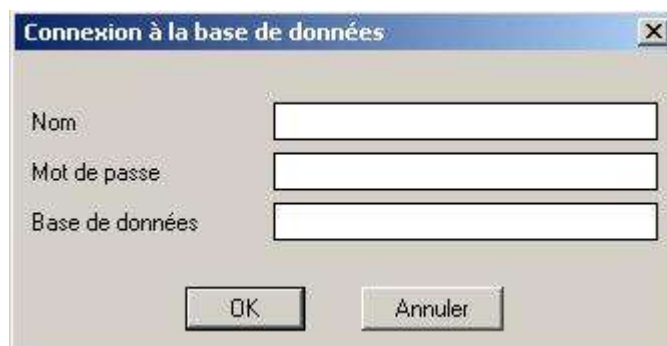 Connexion à la base de données
Nom
Mot de passe
Base de données
OK
Annuler